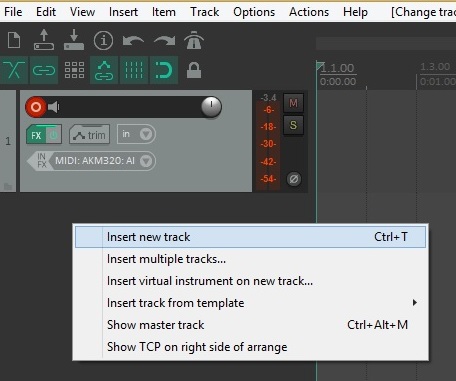 File Edit View Insert Item Track Options Actions Help [Change trac
1.1.00 1.3.00
0:00.00 0:01.00
1
FX trim in
IN FX MIDI: AKM320: Al
-3.4 M
-6-
-18- S
-30-
-42-
-54-
Insert new track Ctrl+T
Insert multiple tracks...
Insert virtual instrument on new track...
Insert track from template
Show master track Ctrl+Alt+M
Show TCP on right side of arrange